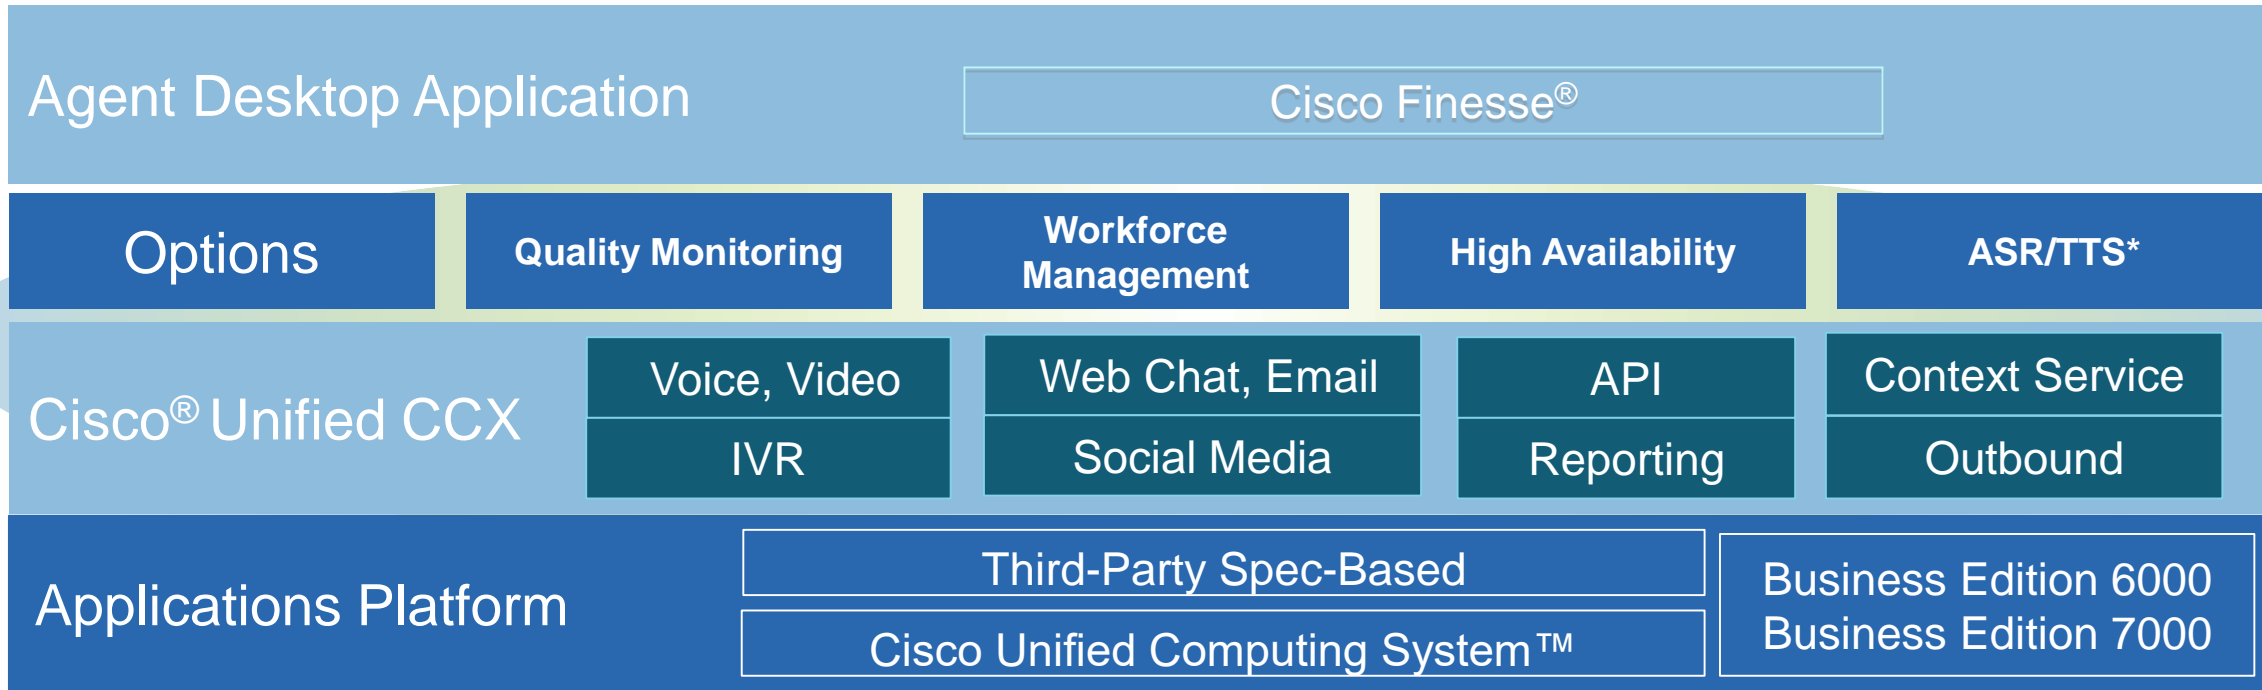 Agent Desktop Application
Cisco Finesse®
Options
Quality Monitoring
Workforce
Management
High Availability
ASR/TTS*
Cisco® Unified CCX
Voice, Video
IVR
Web Chat, Email
Social Media
API
Reporting
Context Service
Outbound
Applications Platform
Third-Party Spec-Based
Cisco Unified Computing System™
Business Edition 6000
Business Edition 7000